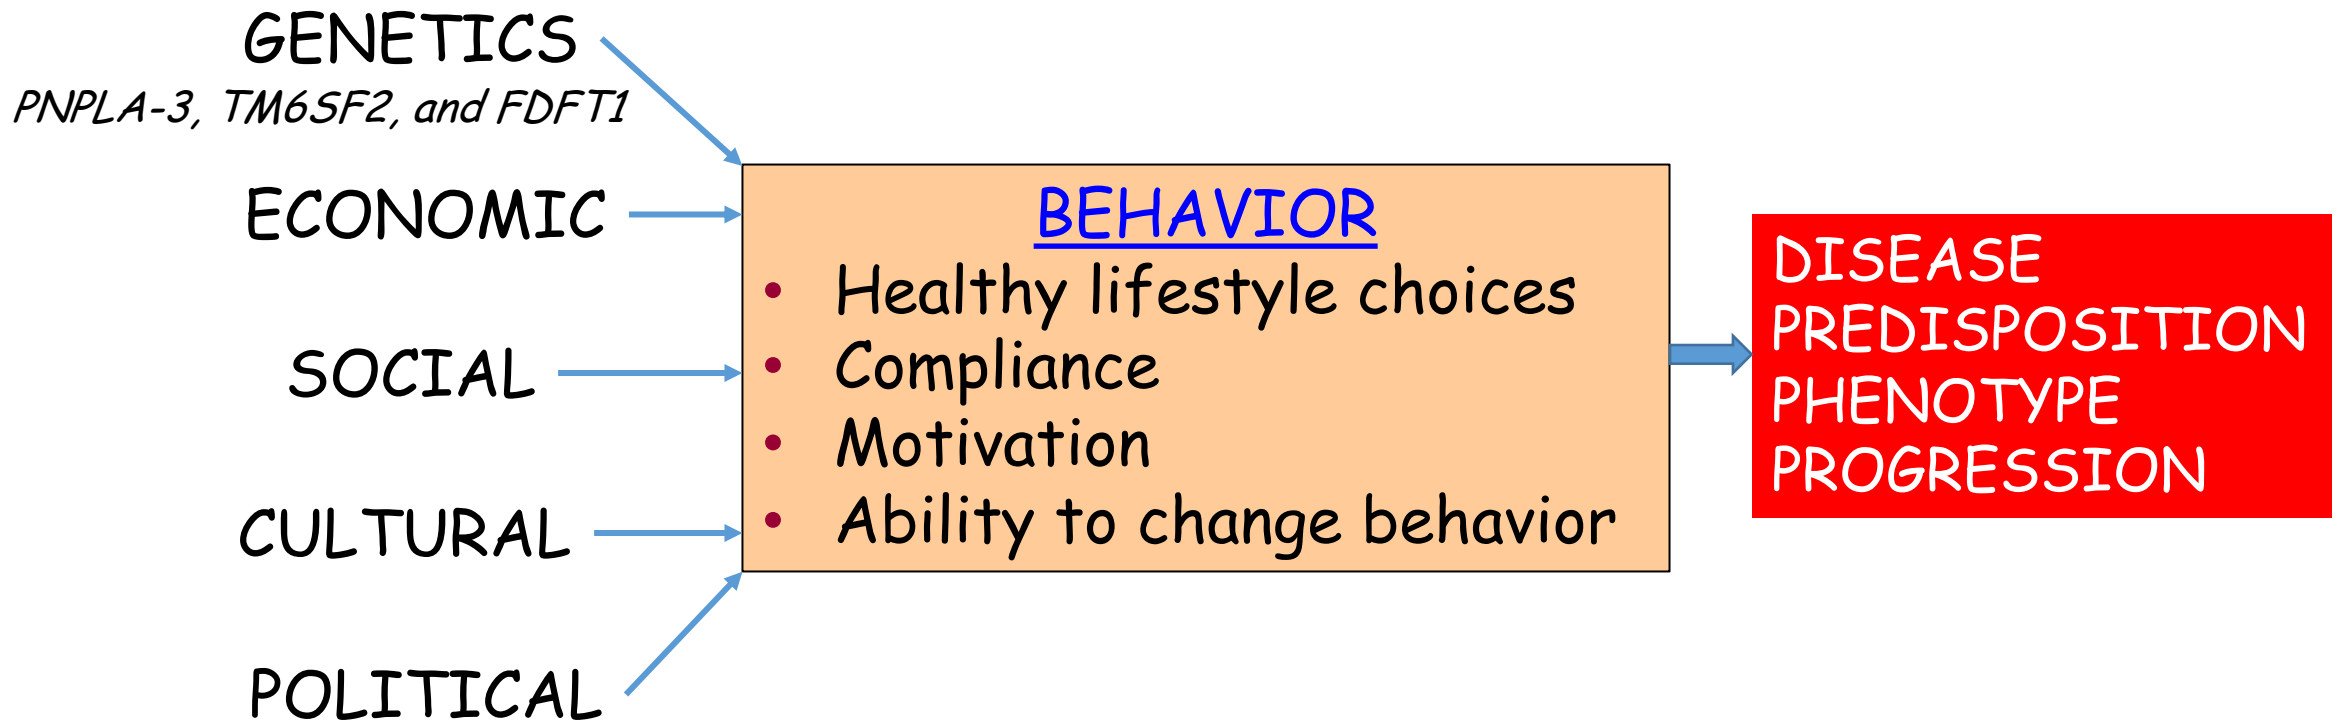 GENETICS
PNPLA-3, TM6SF2, and FDFT1
ECONOMIC
SOCIAL
CULTURAL
POLITICAL
BEHAVIOR
• Healthy lifestyle choices
• Compliance
• Motivation
• Ability to change behavior
DISEASE
PREDISPOSITION
PHENOTYPE
PROGRESSION